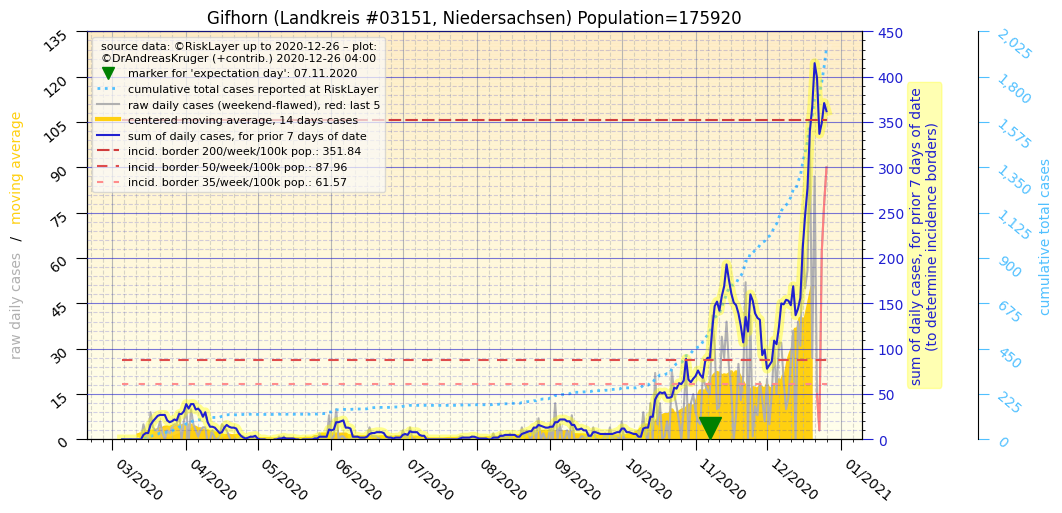 Gifhorn (Landkreis #03151, Niedersachsen) Population=175920
source data: ©RiskLayer up to 2020-12-26 – plot:
©DrAndreasKruger (+contrib.) 2020-12-26 04:00
marker for 'expectation day': 07.11.2020
cumulative total cases reported at RiskLayer
raw daily cases (weekend-flawed), red: last 5
centered moving average, 14 days cases
sum of daily cases, for prior 7 days of date
incid. border 200/week/100k pop.: 351.84
incid. border 50/week/100k pop.: 87.96
incid. border 35/week/100k pop.: 61.57
raw daily cases / moving average
135
120
105
90
75
60
45
30
15
0
03/2020
04/2020
05/2020
06/2020
07/2020
08/2020
09/2020
10/2020
11/2020
12/2020
01/2021
450
400
350
300
250
200
150
100
50
0
sum of daily cases, for prior 7 days of date
(to determine incidence borders)
2,025
1,800
1,575
1,350
1,125
900
675
450
225
0
cumulative total cases